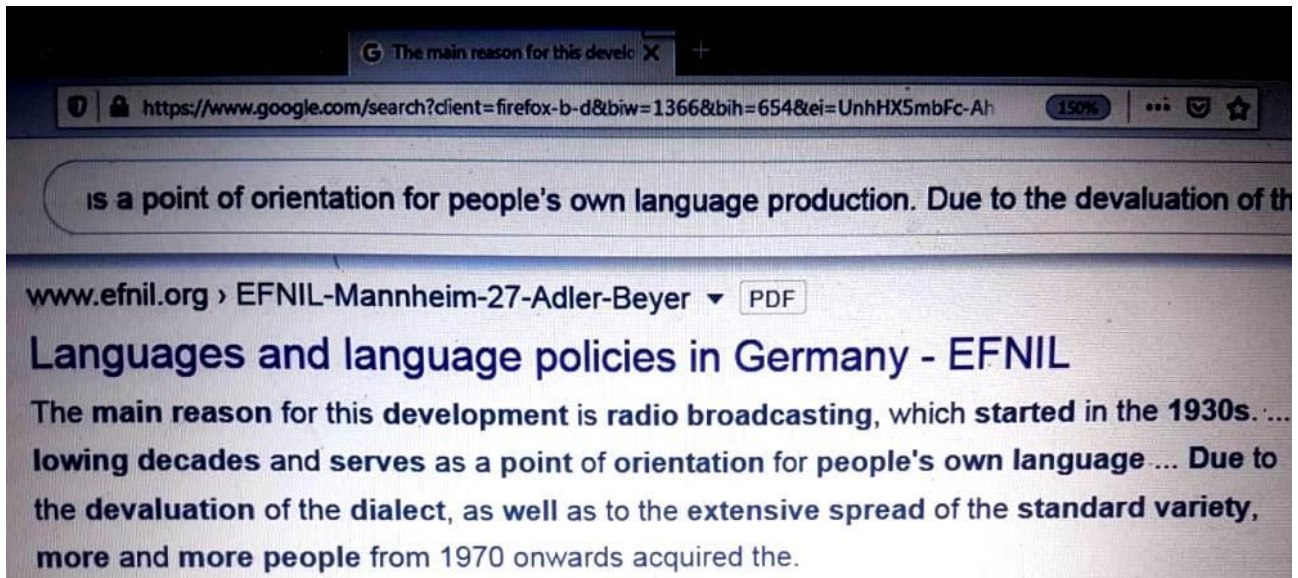 G The main reason for this develo X +
https://www.google.com/search?client=firefox-b-d&biw=1366&bih=654&ei=UnhHX5mbFc-Ah 150% ...
is a point of orientation for people's own language production. Due to the devaluation of th
www.efnil.org › EFNIL-Mannheim-27-Adler-Beyer ▾ PDF
Languages and language policies in Germany - EFNIL
The main reason for this development is radio broadcasting, which started in the 1930s. ...
lowing decades and serves as a point of orientation for people's own language ... Due to
the devaluation of the dialect, as well as to the extensive spread of the standard variety,
more and more people from 1970 onwards acquired the.